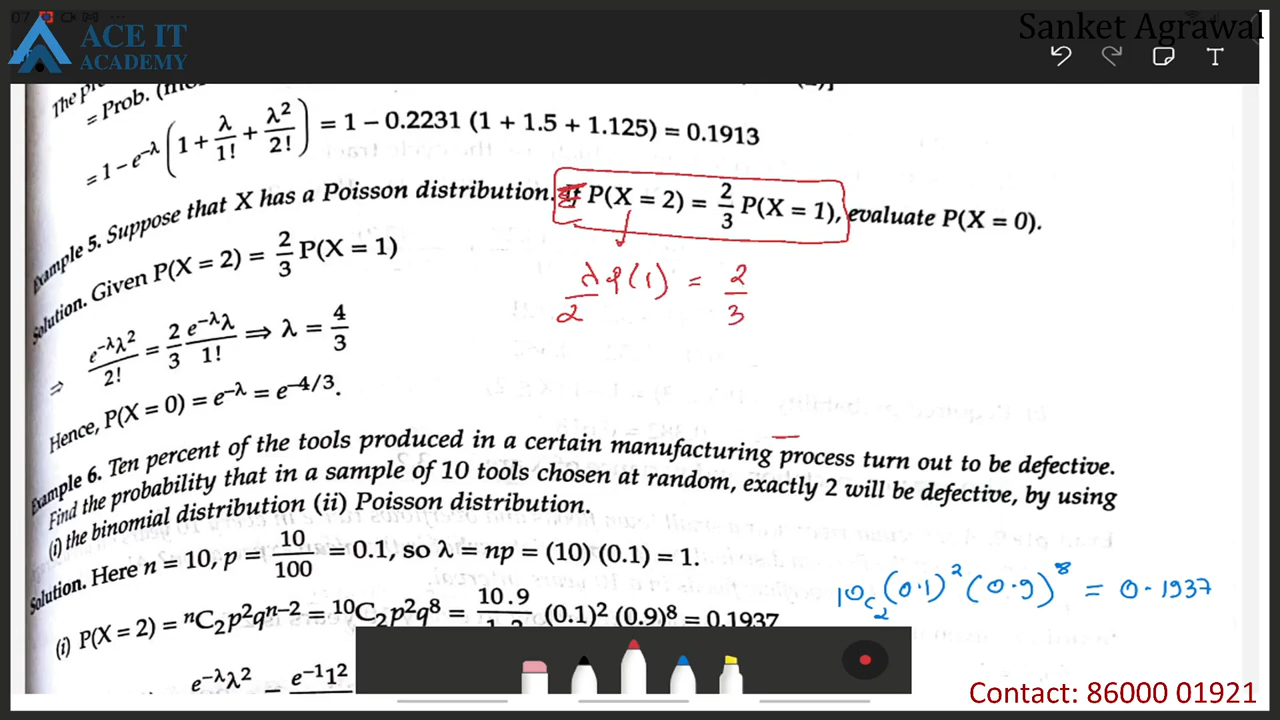 Sanket Agrawal
ACE IT
ACADEMY
T
= Prob. (mo
= 1 − e^−λ (1 + λ/1! + λ²/2!) = 1 − 0.2231 (1 + 1.5 + 1.125) = 0.1913
Example 5. Suppose that X has a Poisson distribution. If P(X = 2) = 2/3 P(X = 1), evaluate P(X = 0).
Solution. Given P(X = 2) = 2/3 P(X = 1)
λ/2 P(1) = 2/3
⇒ e^−λ λ²/2! = 2/3 e^−λ λ/1! ⇒ λ = 4/3
Hence, P(X = 0) = e^−λ = e^−4/3.
Example 6. Ten percent of the tools produced in a certain manufacturing process turn out to be defective.
Find the probability that in a sample of 10 tools chosen at random, exactly 2 will be defective, by using
(i) the binomial distribution (ii) Poisson distribution.
Solution. Here n = 10, p = 10/100 = 0.1, so λ = np = (10) (0.1) = 1.
10c₂ (0.1)² (0.9)⁸ = 0.1937
(i) P(X = 2) = ⁿC₂p²qⁿ⁻² = ¹⁰C₂p²q⁸ = 10.9/1.2 (0.1)² (0.9)⁸ = 0.1937
e^−λ λ² = e⁻¹1²
Contact: 86000 01921